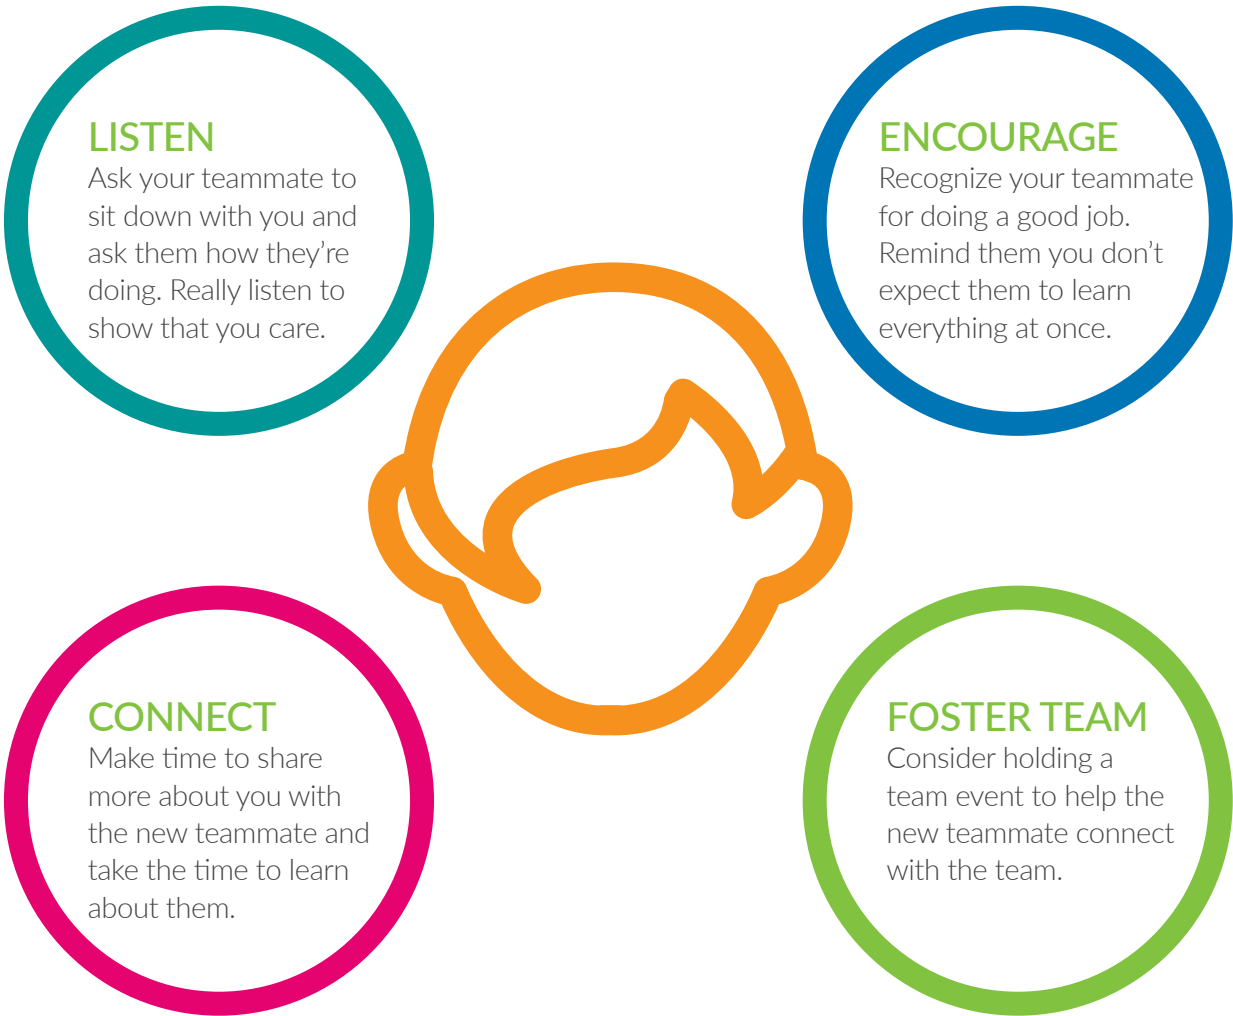 LISTEN
Ask your teammate to
sit down with you and
ask them how they’re
doing. Really listen to
show that you care.
ENCOURAGE
Recognize your teammate
for doing a good job.
Remind them you don’t
expect them to learn
everything at once.
CONNECT
Make time to share
more about you with
the new teammate and
take the time to learn
about them.
FOSTER TEAM
Consider holding a
team event to help the
new teammate connect
with the team.